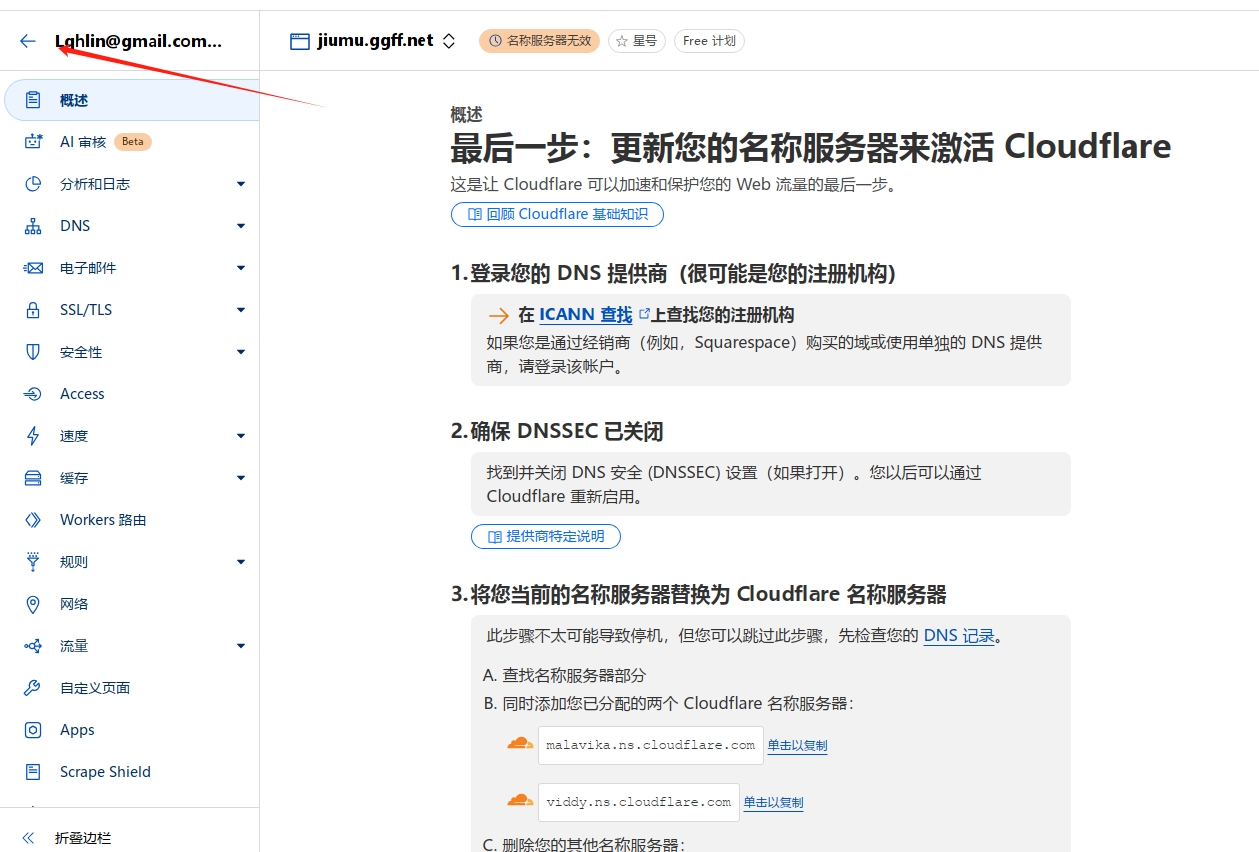 Lqhlin@gmail.com...
jiumu.ggff.net
名称服务器无效
星号
Free 计划
概述
AI 审核 Beta
分析和日志
DNS
电子邮件
SSL/TLS
安全性
Access
速度
缓存
Workers 路由
规则
网络
流量
自定义页面
Apps
Scrape Shield
折叠边栏
概述
最后一步：更新您的名称服务器来激活 Cloudflare
这是让 Cloudflare 可以加速和保护您的 Web 流量的最后一步。
回顾 Cloudflare 基础知识
1.登录您的 DNS 提供商（很可能是您的注册机构）
在 ICANN 查找 上查找您的注册机构
如果您是通过经销商（例如，Squarespace）购买的域或使用单独的 DNS 提供
商，请登录该帐户。
2.确保 DNSSEC 已关闭
找到并关闭 DNS 安全 (DNSSEC) 设置（如果打开）。您以后可以通过
Cloudflare 重新启用。
提供商特定说明
3.将您当前的名称服务器替换为 Cloudflare 名称服务器
此步骤不太可能导致停机，但您可以跳过此步骤，先检查您的 DNS 记录。
A. 查找名称服务器部分
B. 同时添加您已分配的两个 Cloudflare 名称服务器：
malavika.ns.cloudflare.com 单击以复制
viddy.ns.cloudflare.com 单击以复制
C. 删除您的其他名称服务器：